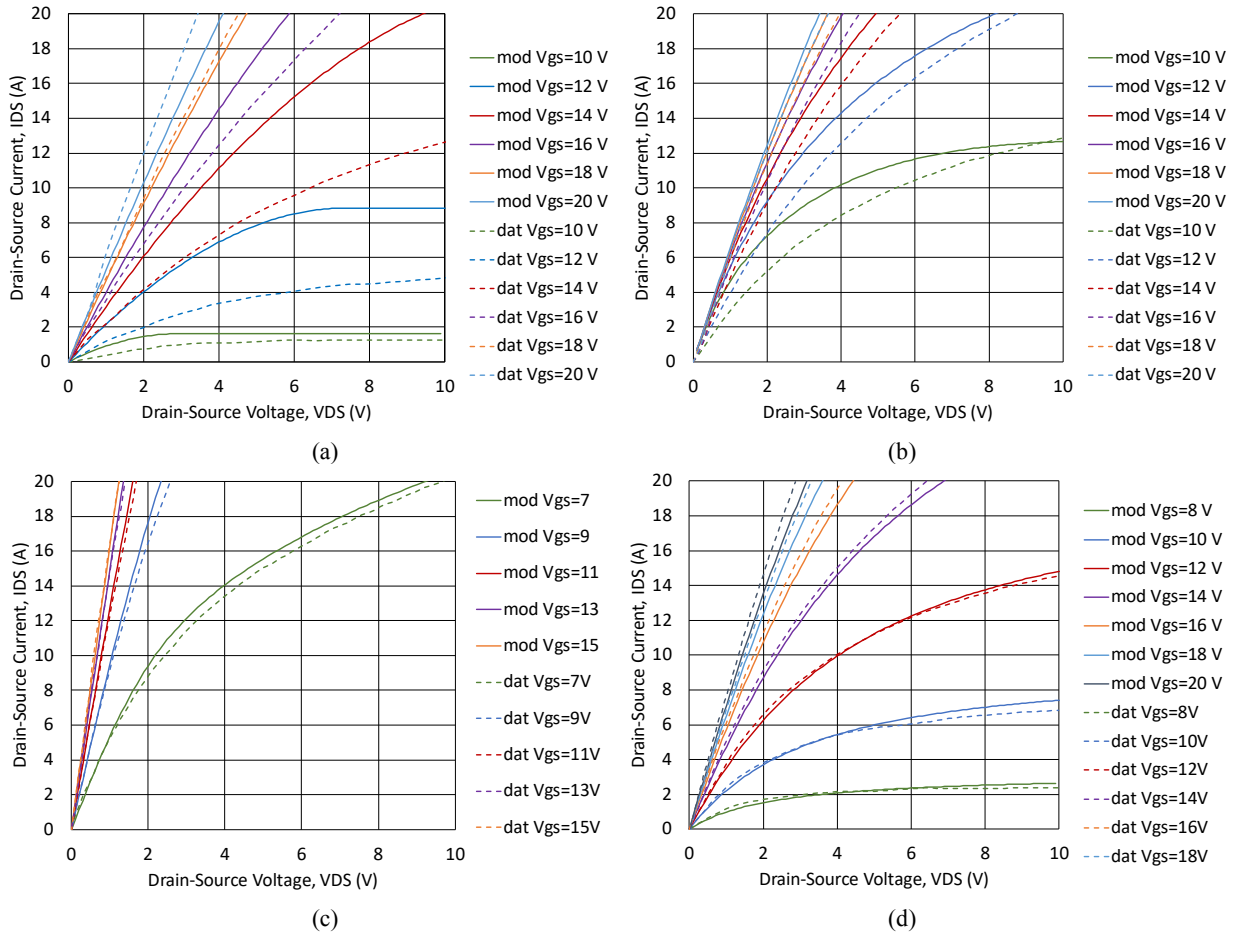 20
18
16
14
12
10
8
6
4
2
0
Drain-Source Current, IDS (A)
0 2 4 6 8 10
Drain-Source Voltage, VDS (V)
mod Vgs=10 V
mod Vgs=12 V
mod Vgs=14 V
mod Vgs=16 V
mod Vgs=18 V
mod Vgs=20 V
dat Vgs=10 V
dat Vgs=12 V
dat Vgs=14 V
dat Vgs=16 V
dat Vgs=18 V
dat Vgs=20 V
(a)
20
18
16
14
12
10
8
6
4
2
0
Drain-Source Current, IDS (A)
0 2 4 6 8 10
Drain-Source Voltage, VDS (V)
mod Vgs=10 V
mod Vgs=12 V
mod Vgs=14 V
mod Vgs=16 V
mod Vgs=18 V
mod Vgs=20 V
dat Vgs=10 V
dat Vgs=12 V
dat Vgs=14 V
dat Vgs=16 V
dat Vgs=18 V
dat Vgs=20 V
(b)
20
18
16
14
12
10
8
6
4
2
0
Drain-Source Current, IDS (A)
0 2 4 6 8 10
Drain-Source Voltage, VDS (V)
mod Vgs=7
mod Vgs=9
mod Vgs=11
mod Vgs=13
mod Vgs=15
dat Vgs=7V
dat Vgs=9V
dat Vgs=11V
dat Vgs=13V
dat Vgs=15V
(c)
20
18
16
14
12
10
8
6
4
2
0
Drain-Source Current, IDS (A)
0 2 4 6 8 10
Drain-Source Voltage, VDS (V)
mod Vgs=8 V
mod Vgs=10 V
mod Vgs=12 V
mod Vgs=14 V
mod Vgs=16 V
mod Vgs=18 V
mod Vgs=20 V
dat Vgs=8V
dat Vgs=10V
dat Vgs=12V
dat Vgs=14V
dat Vgs=16V
dat Vgs=18V
(d)